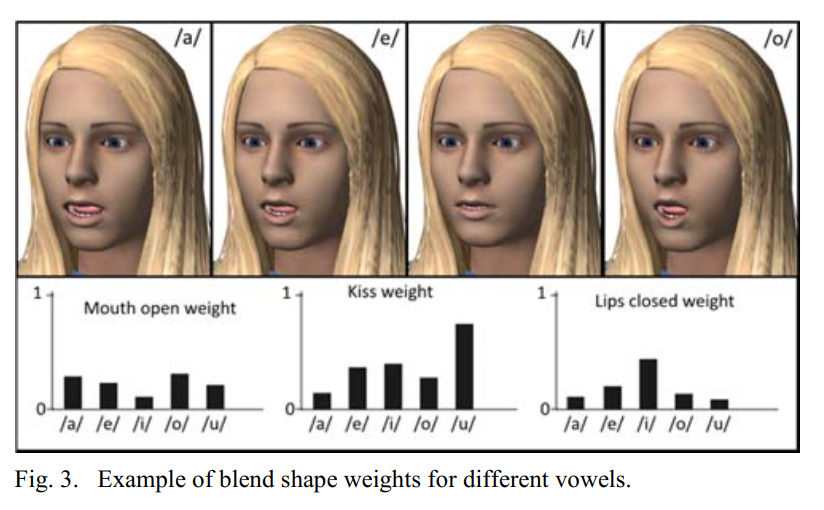 /a/ /e/ /i/ /o/
Mouth open weight
1
0
/a/ /e/ /i/ /o/ /u/
Kiss weight
1
0
/a/ /e/ /i/ /o/ /u/
Lips closed weight
1
0
/a/ /e/ /i/ /o/ /u/
Fig. 3. Example of blend shape weights for different vowels.